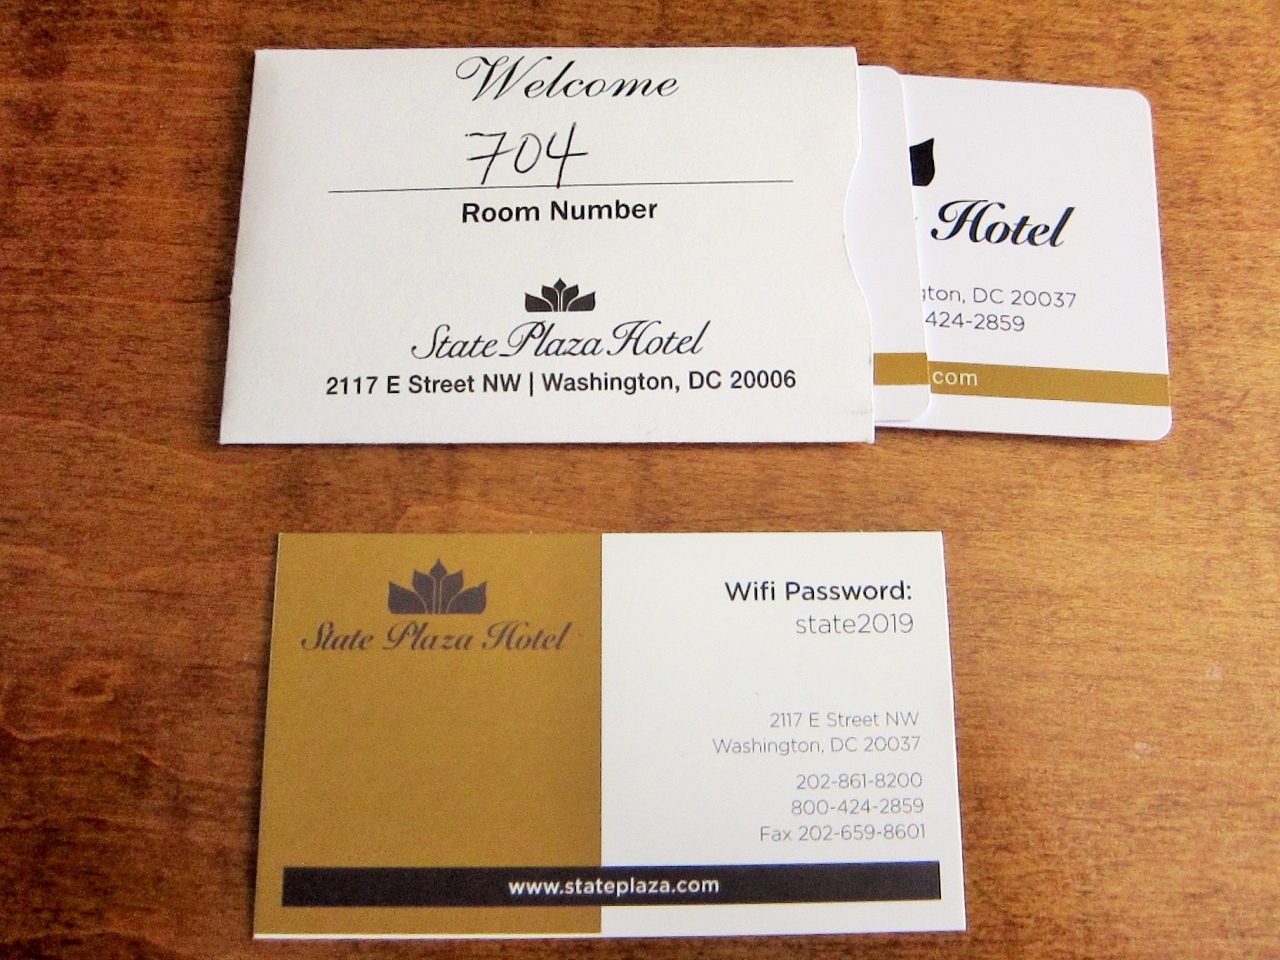 Welcome
704
Room Number
State Plaza Hotel
2117 E Street NW | Washington, DC 20006
Hotel
DC 20037
424-2859
com
State Plaza Hotel
Wifi Password:
state2019
2117 E Street NW
Washington, DC 20037
202-861-8200
800-424-2859
Fax 202-659-8601
www.stateplaza.com